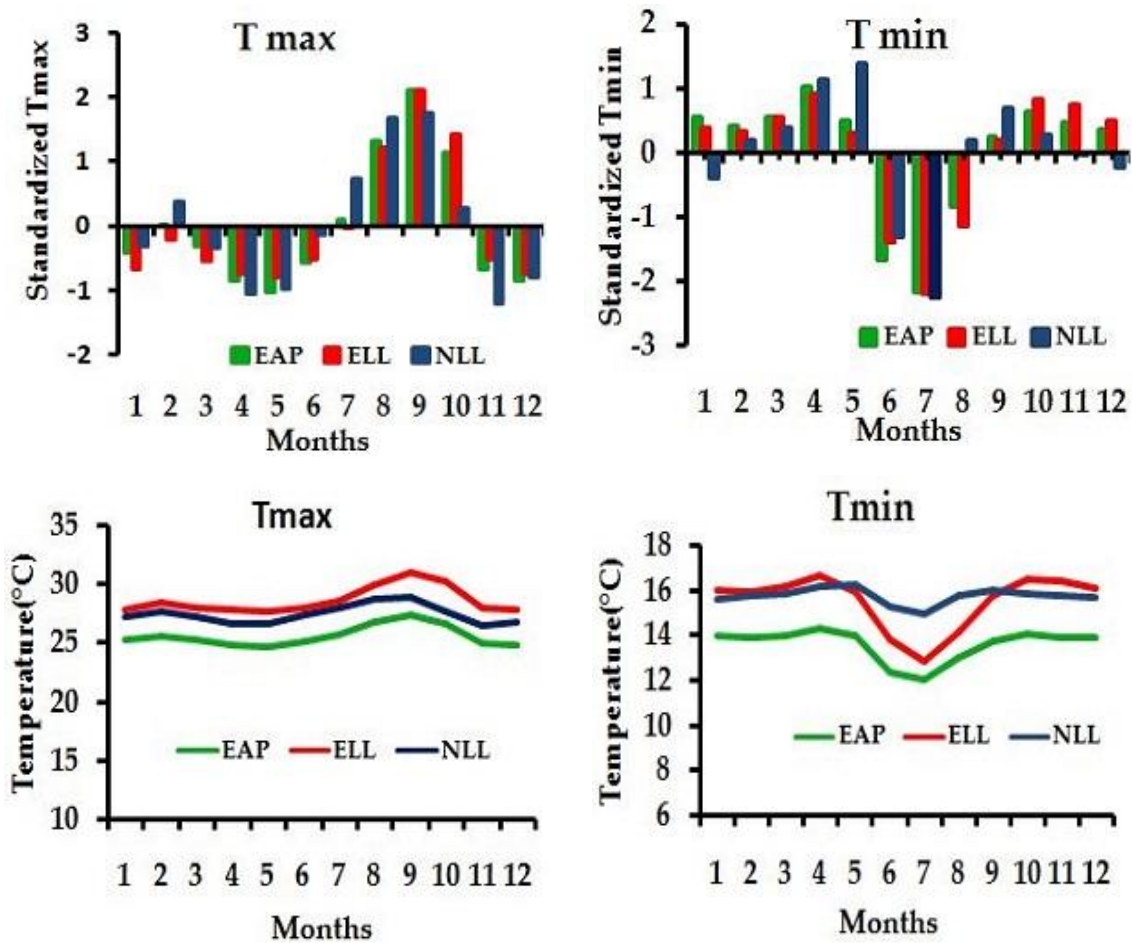 T max
Standardized Tmax
3
2
1
0
-1
-2
EAP ELL NLL
1 2 3 4 5 6 7 8 9 10 11 12
Months
T min
Standardized Tmin
2
1
0
-1
-2
-3
EAP ELL NLL
1 2 3 4 5 6 7 8 9 10 11 12
Months
Tmax
Temperature(°C)
35
30
25
20
15
10
EAP ELL NLL
1 2 3 4 5 6 7 8 9 10 11 12
Months
Tmin
Temperature(°C)
18
16
14
12
10
8
6
EAP ELL NLL
1 2 3 4 5 6 7 8 9 10 11 12
Months